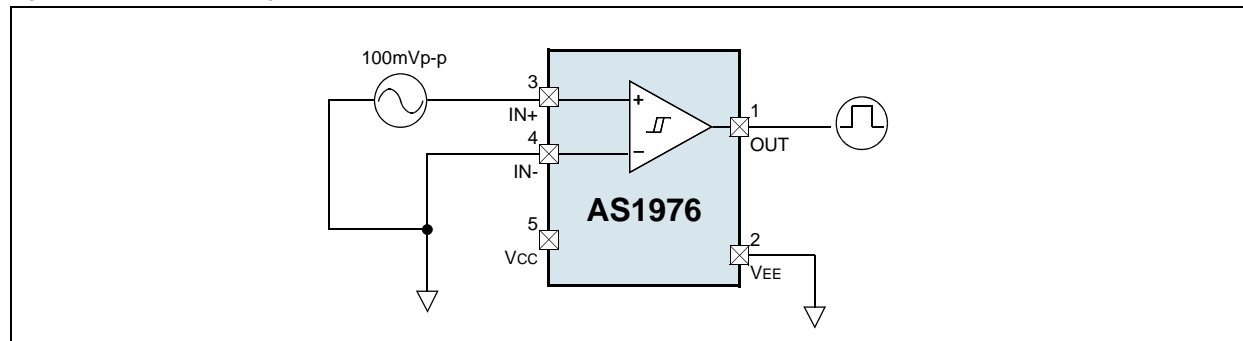 100mVp-p
3
IN+
+
4
IN-
–
1
OUT
AS1976
5
VCC
2
VEE